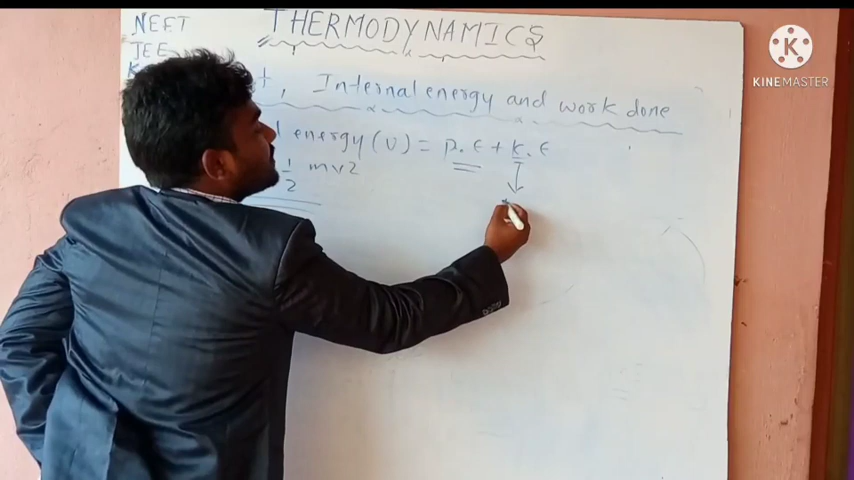 NEET
JEE
THERMODYNAMICS
, Internal energy and work done
energy (U) = P.E + K.E
1/2 mv2
KINEMASTER